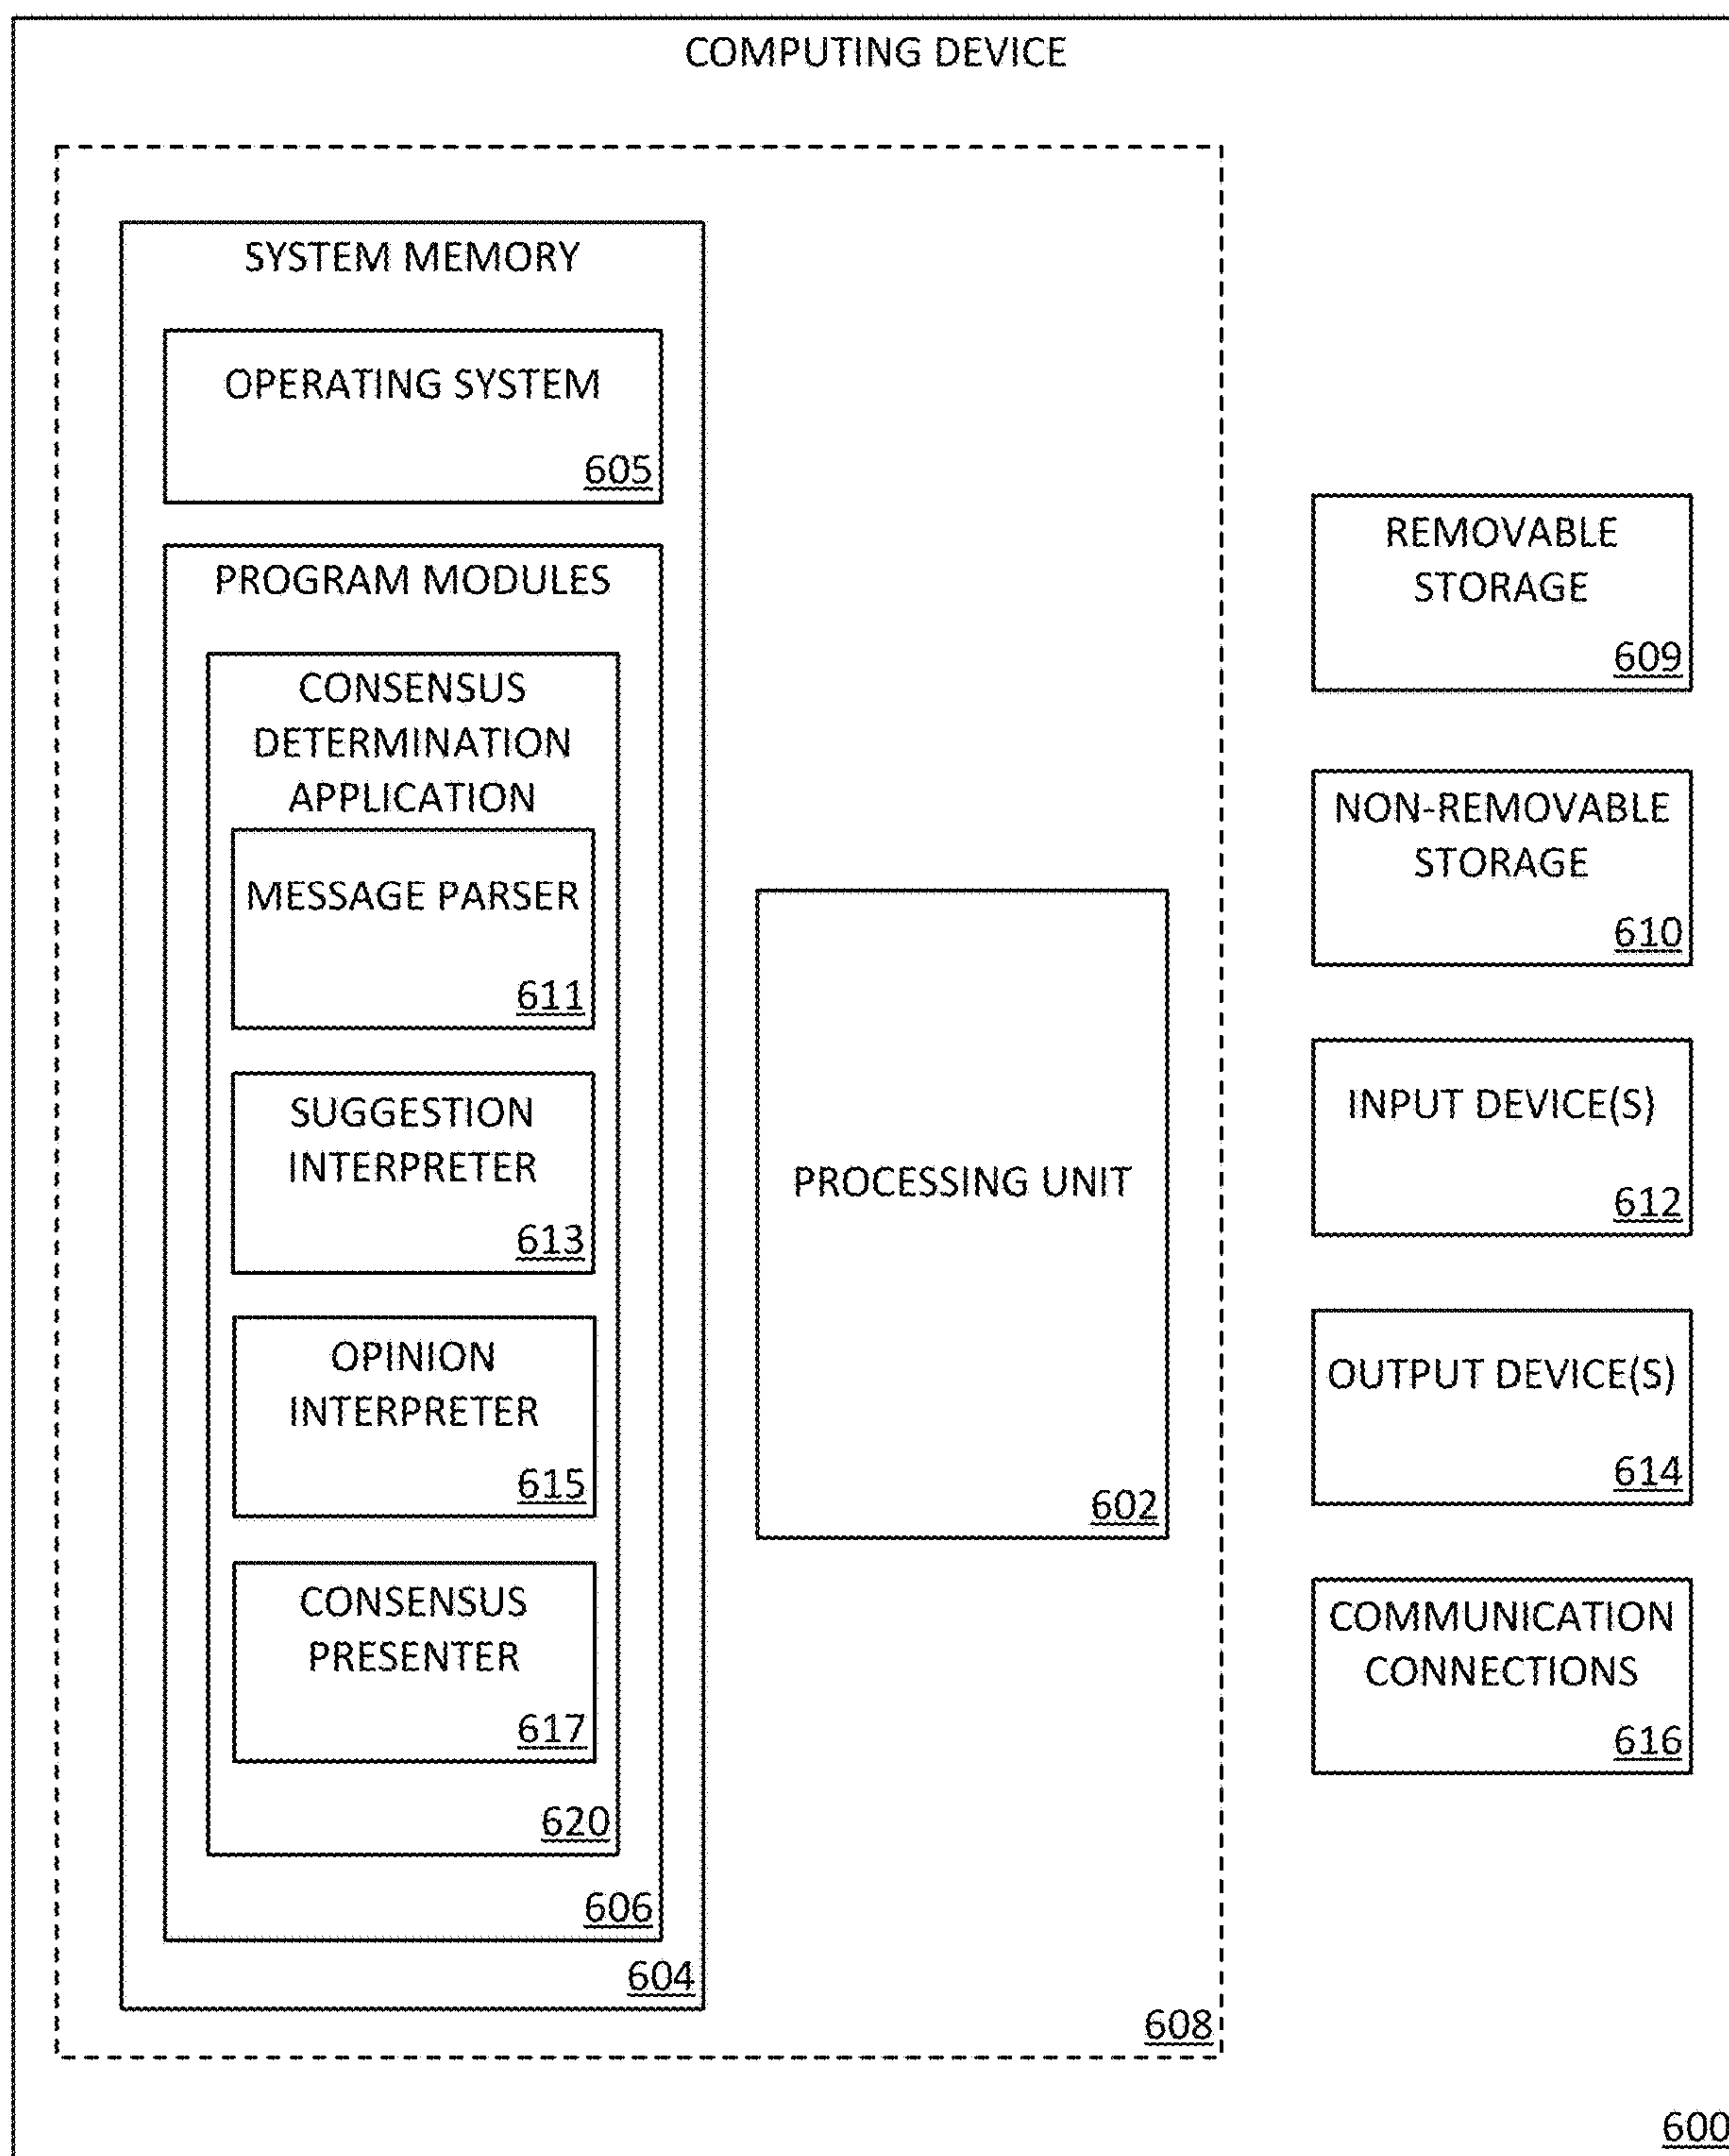 COMPUTING DEVICE
SYSTEM MEMORY
OPERATING SYSTEM
605
PROGRAM MODULES
CONSENSUS
DETERMINATION
APPLICATION
MESSAGE PARSER
611
SUGGESTION
INTERPRETER
613
OPINION
INTERPRETER
615
CONSENSUS
PRESENTER
617
620
606
604
PROCESSING UNIT
602
608
REMOVABLE
STORAGE
609
NON-REMOVABLE
STORAGE
610
INPUT DEVICE(S)
612
OUTPUT DEVICE(S)
614
COMMUNICATION
CONNECTIONS
616
600